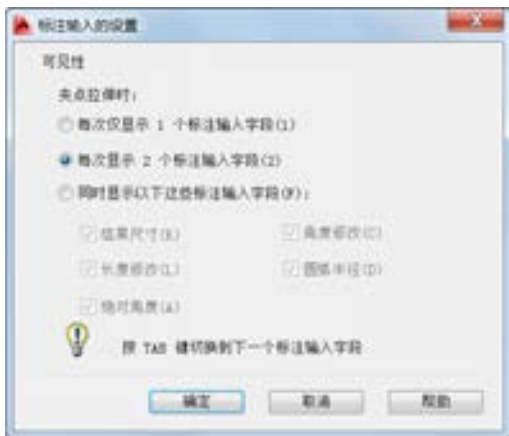 标注输入的设置
可见性
夹点拉伸时:
每次仅显示 1 个标注输入字段(1)
每次显示 2 个标注输入字段(2)
同时显示以下这些标注输入字段(F):
结果尺寸(R)
角度修改(C)
长度修改(L)
圆弧半径(D)
绝对角度(A)
按 TAB 键切换到下一个标注输入字段
确定
取消
帮助